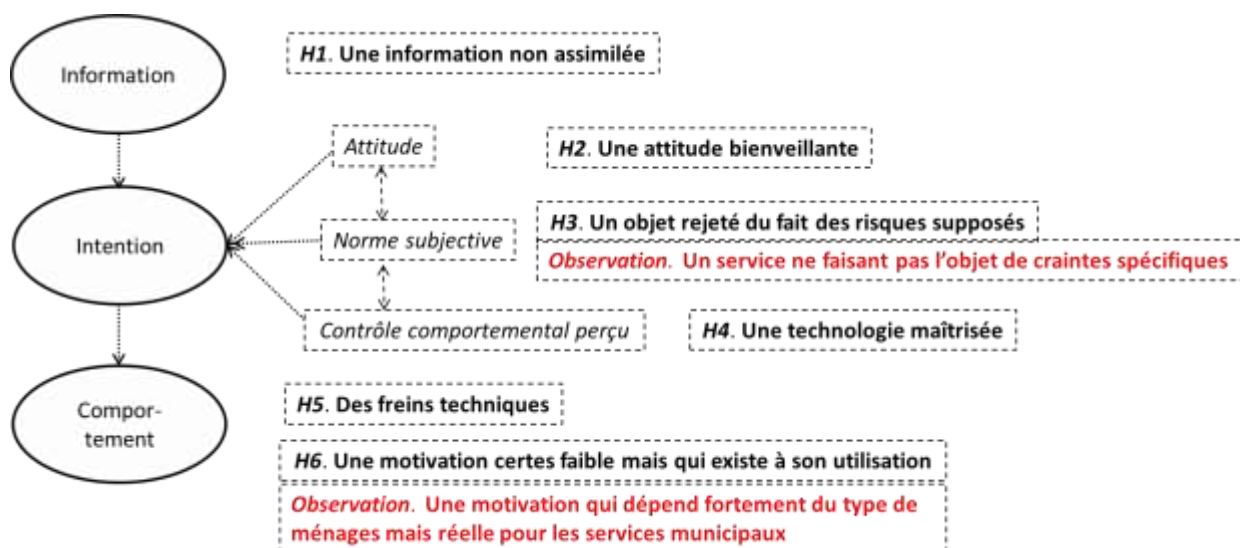 Information
H1. Une information non assimilée
Attitude
H2. Une attitude bienveillante
Intention
Norme subjective
H3. Un objet rejeté du fait des risques supposés
Observation. Un service ne faisant pas l'objet de craintes spécifiques
Contrôle comportemental perçu
H4. Une technologie maîtrisée
Compor-
tement
H5. Des freins techniques
H6. Une motivation certes faible mais qui existe à son utilisation
Observation. Une motivation qui dépend fortement du type de
ménages mais réelle pour les services municipaux